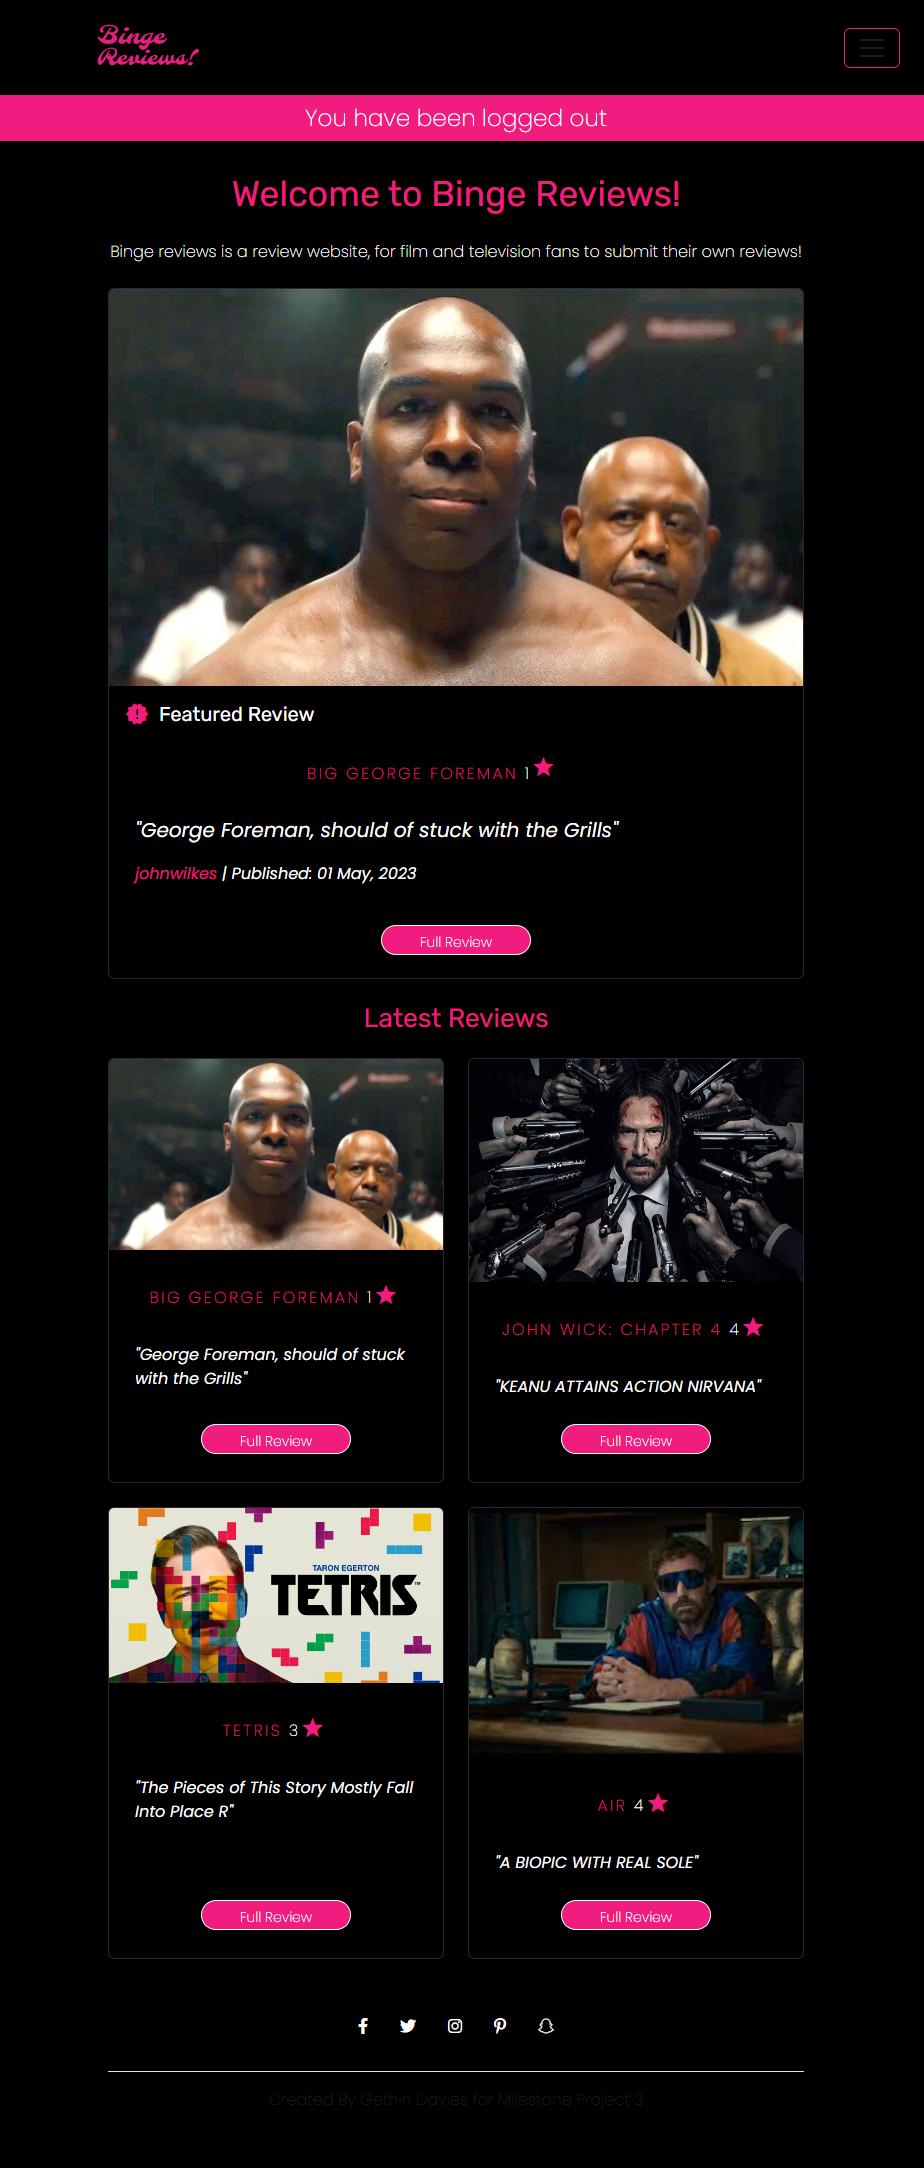 Binge
Reviews!
You have been logged out
Welcome to Binge Reviews!
Binge reviews is a review website, for film and television fans to submit their own reviews!
Featured Review
BIG GEORGE FOREMAN 1
"George Foreman, should of stuck with the Grills"
johnwilkes | Published: 01 May, 2023
Full Review
Latest Reviews
BIG GEORGE FOREMAN 1
"George Foreman, should of stuck
with the Grills"
Full Review
JOHN WICK: CHAPTER 4 4
"KEANU ATTAINS ACTION NIRVANA"
Full Review
TARON EGERTON
TETRIS™
TETRIS 3
"The Pieces of This Story Mostly Fall
Into Place R"
Full Review
AIR 4
"A BIOPIC WITH REAL SOLE"
Full Review
Created By Gethin Davies for Milestone Project 3